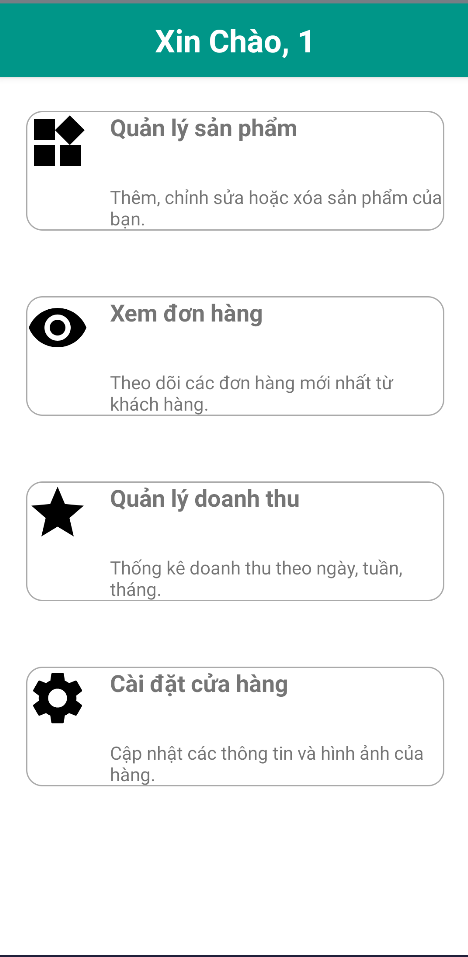 Xin Chào, 1
Quản lý sản phẩm
Thêm, chỉnh sửa hoặc xóa sản phẩm của
bạn.
Xem đơn hàng
Theo dõi các đơn hàng mới nhất từ
khách hàng.
Quản lý doanh thu
Thống kê doanh thu theo ngày, tuần,
tháng.
Cài đặt cửa hàng
Cập nhật các thông tin và hình ảnh của
hàng.